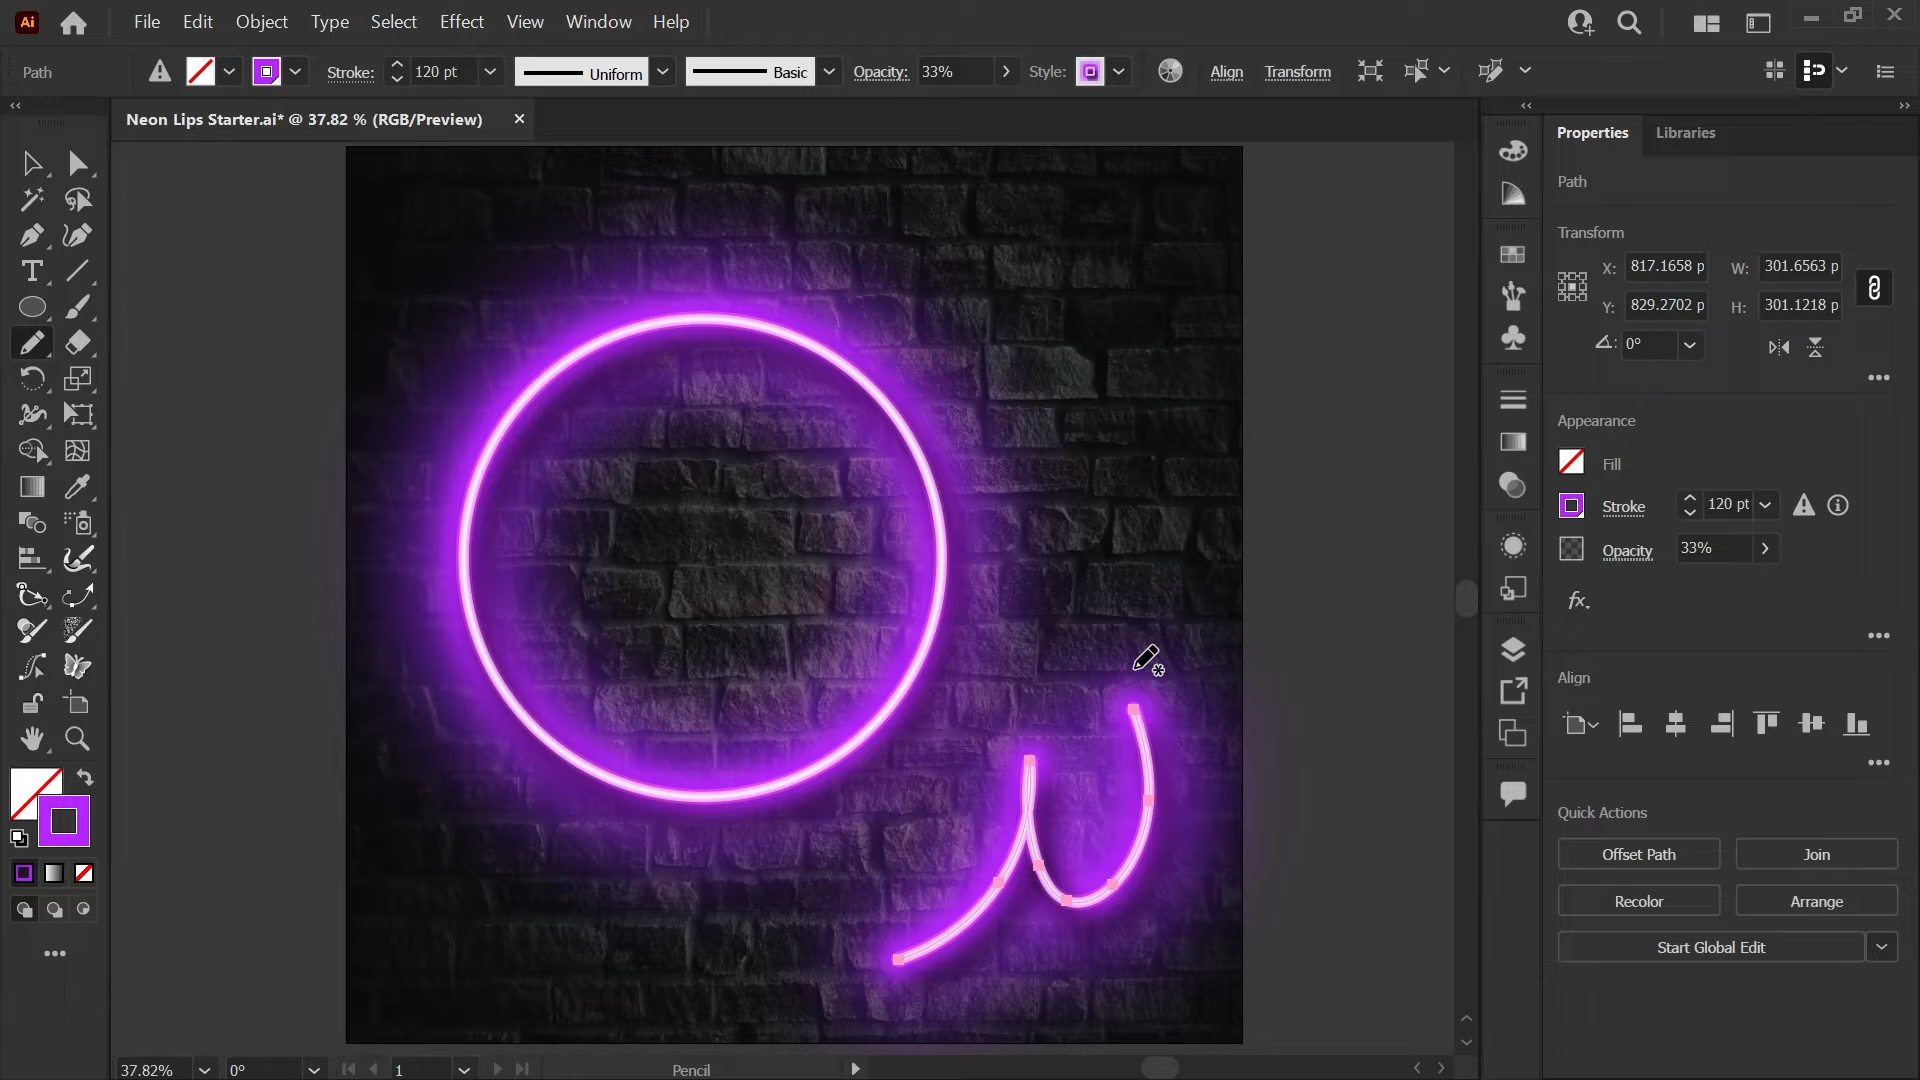 Ai File Edit Object Type Select Effect View Window Help
Path Stroke: 120 pt Uniform Basic Opacity: 33% Style: Align Transform
Neon Lips Starter.ai* @ 37.82 % (RGB/Preview)
Properties Libraries
Path
Transform
X: 817.1658 p W: 301.6563 p
Y: 829.2702 p H: 301.1218 p
0°
Appearance
Fill
Stroke 120 pt
Opacity 33%
fx.
Align
Quick Actions
Offset Path Join
Recolor Arrange
Start Global Edit
37.82% 0° 1 Pencil